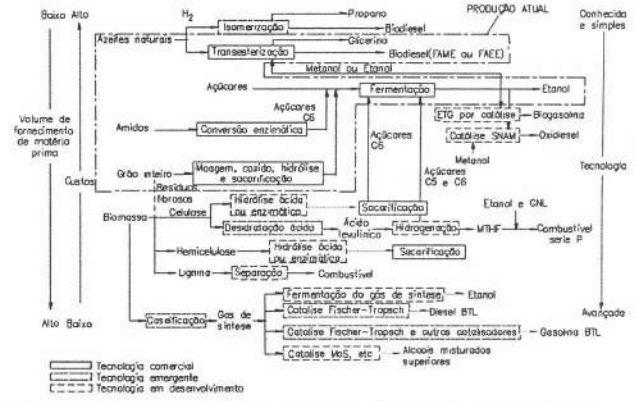 Baixo Alto
H2
Propano
PRODUÇÃO ATUAL
Conhecida
e simples
Isomerização
Biodiesel
Azeites naturais
Glicerina
Transesterização
Biodiesel(FAME ou FAEE)
Metanol ou Etanol
Açúcares
Fermentação
Etanol
Açúcares
C6
ETG por catálise
Biogasolina
Volume de
fornecimento
de matéria
prima
Amidos
Conversão enzimática
Açúcares
C6
Catálise SNAM
Oxidiesel
Metanol
Tecnologia
Custos
Grão inteiro
Moagem, cozido, hidrólise
e sacarificação
Açúcares
C5 e C6
Resíduos
fibrosos
Etanol e GNL
Biomassa
Celulose
Hidrólise ácida
ou enzimática
Sacarificação
Desidratação ácida
Ácido
levulínico
Hidrogenação
MTHF
Combustível
serie P
Hemicelulose
Hidrólise ácida
ou enzimática
Sacarificação
Lignina
Separação
Combustível
Fermentação do gás de síntese
Etanol
Alto Baixo
Gaseificação
Gás de
síntese
Catalise Fischer-Tropsch
Diesel BTL
Avançada
Catalise Fischer-Tropsch e outros catalisadores
Gasolina BTL
Catalise MoS, etc
Alcoois misturados
superiores
Tecnologia comercial
Tecnologia emergente
Tecnologia em desenvolvimento